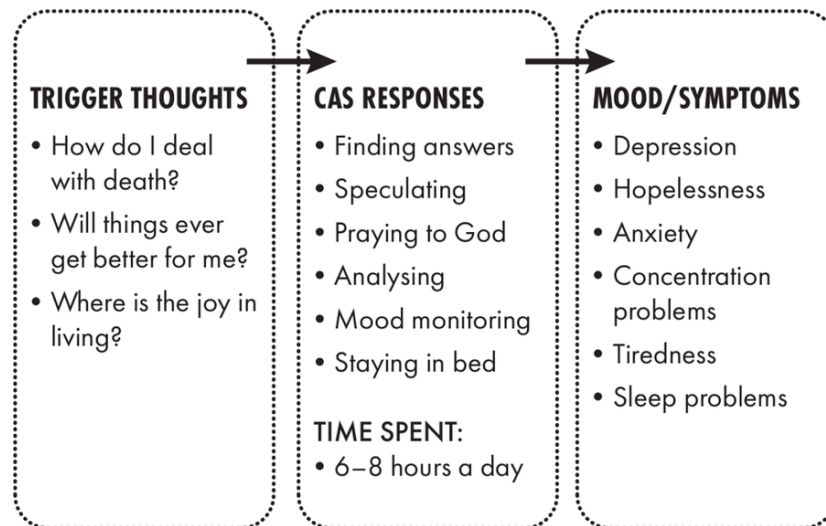 TRIGGER THOUGHTS
• How do I deal
with death?
• Will things ever
get better for me?
• Where is the joy in
living?
CAS RESPONSES
• Finding answers
• Speculating
• Praying to God
• Analysing
• Mood monitoring
• Staying in bed
TIME SPENT:
• 6–8 hours a day
MOOD/SYMPTOMS
• Depression
• Hopelessness
• Anxiety
• Concentration
problems
• Tiredness
• Sleep problems